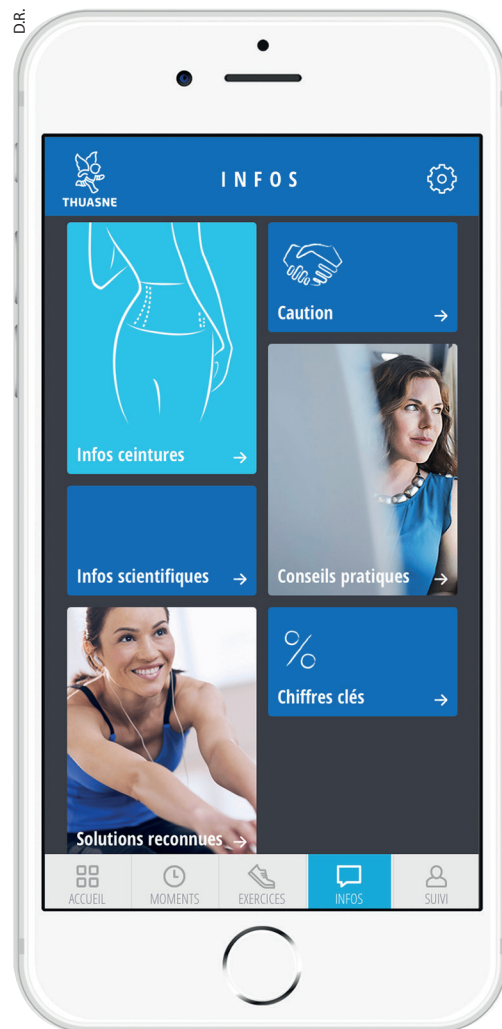 D.R.
THUASNE
INFOS
Infos ceintures
Caution
Infos scientifiques
Conseils pratiques
Solutions reconnues
%
Chiffres clés
ACCUEIL
MOMENTS
EXERCICES
INFOS
SUIVI